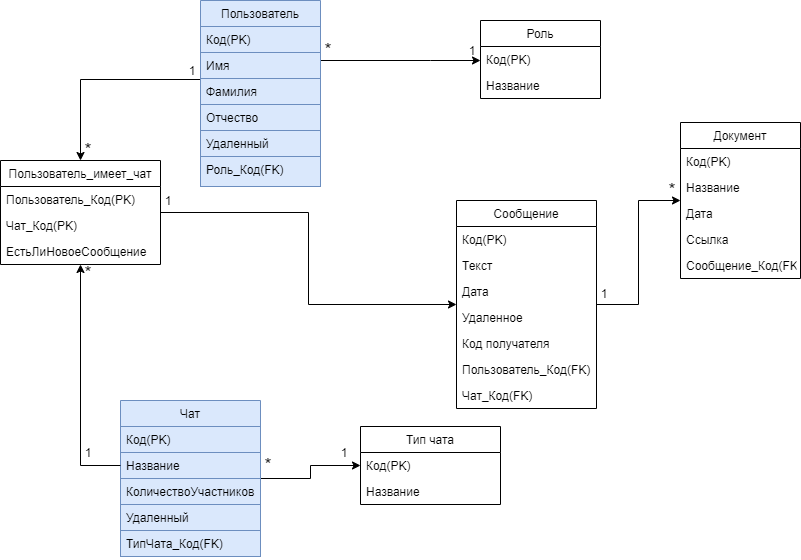 Пользователь
Код(PK)
Имя
Фамилия
Отчество
Удаленный
Роль_Код(FK)
*
1
Роль
Код(PK)
Название
1
*
Пользователь_имеет_чат
Пользователь_Код(PK)
Чат_Код(PK)
ЕстьЛиНовоеСообщение
*
1
Сообщение
Код(PK)
Текст
Дата
Удаленное
Код получателя
Пользователь_Код(FK)
Чат_Код(FK)
1
*
Документ
Код(PK)
Название
Дата
Ссылка
Сообщение_Код(FK
1
Чат
Код(PK)
Название
КоличествоУчастников
Удаленный
ТипЧата_Код(FK)
*
1
Тип чата
Код(PK)
Название